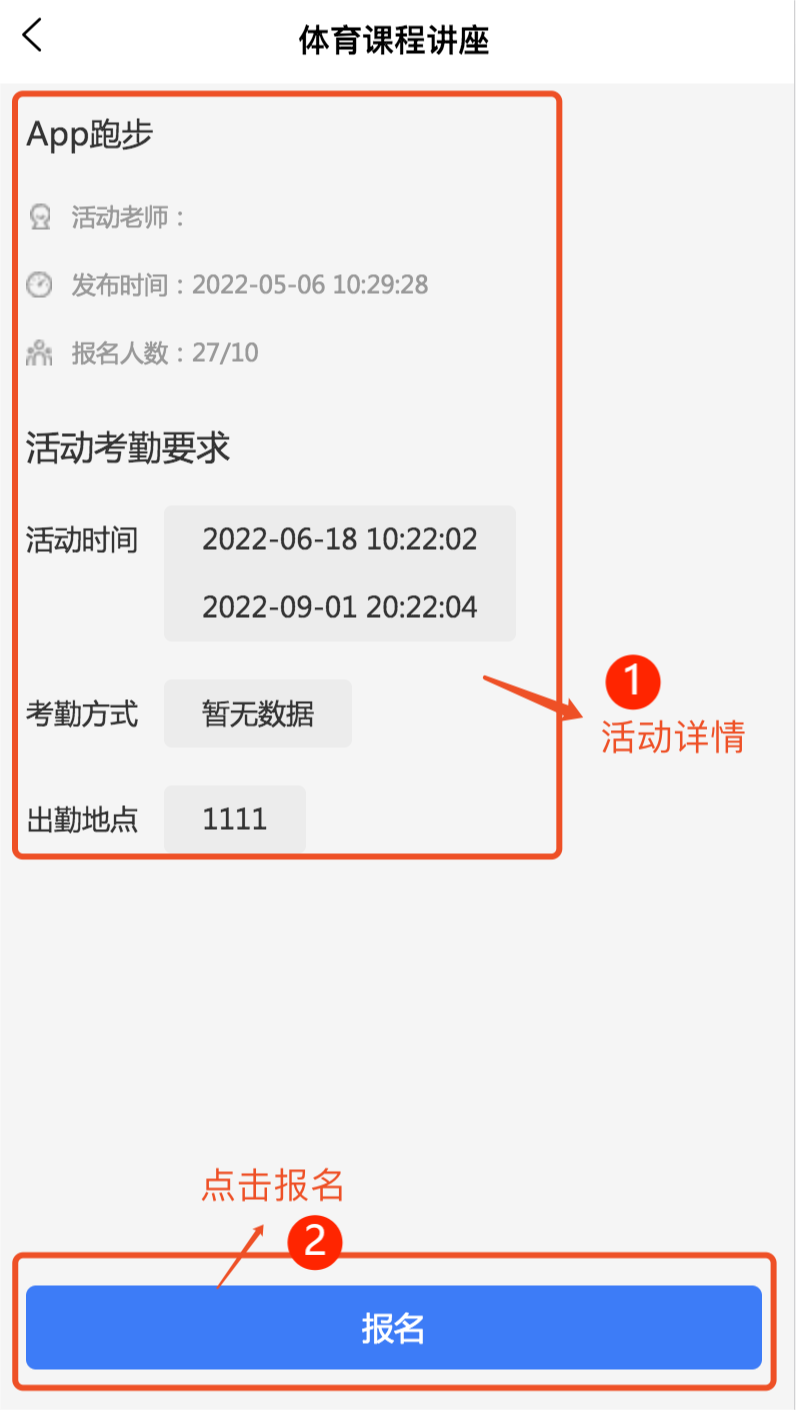 体育课程讲座
App跑步
活动老师：
发布时间：2022-05-06 10:29:28
报名人数：27/10
活动考勤要求
活动时间 2022-06-18 10:22:02
2022-09-01 20:22:04
考勤方式 暂无数据
出勤地点 1111
1
活动详情
点击报名
2
报名